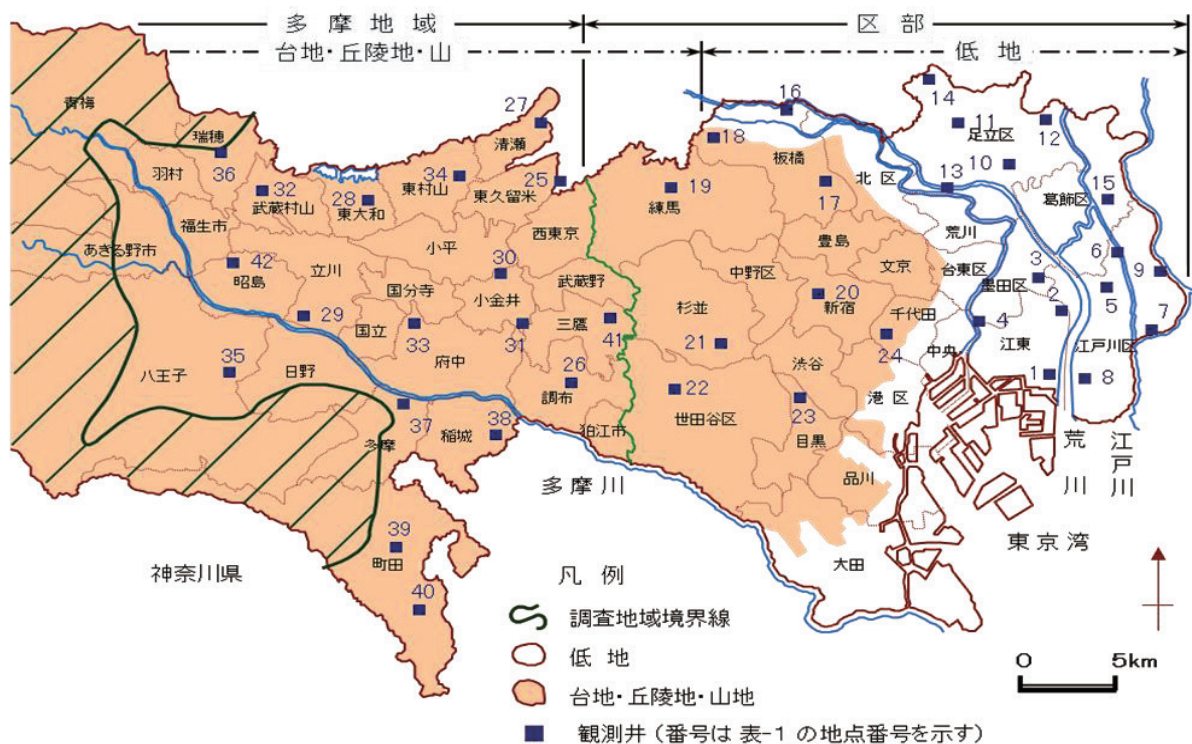 多摩地域
区部
台地・丘陵地・山
低地
青梅
瑞穂
36
羽村
32
武蔵村山
28
東大和
34
東村山
27
清瀬
25
東久留米
18
16
14
11
足立区
12
板橋
北区
13
10
15
葛飾区
19
練馬
17
福生市
あきる野市
42
昭島
立川
小平
西東京
30
国分寺
小金井
武蔵野
豊島
荒川
文京
中野区
台東区
3
6
9
杉並
20
新宿
墨田区
2
5
29
国立
33
31
三鷹
41
千代田
4
7
21
24
中央
江東
江戸川区
35
八王子
日野
府中
26
調布
22
渋谷
1
8
世田谷区
23
港区
37
多摩
稲城
38
狛江市
目黒
荒川
江戸川
多摩川
品川
39
町田
40
大田
東京湾
神奈川県
凡例
調査地域境界線
低地
台地・丘陵地・山地
観測井(番号は表-1の地点番号を示す)
0 5km